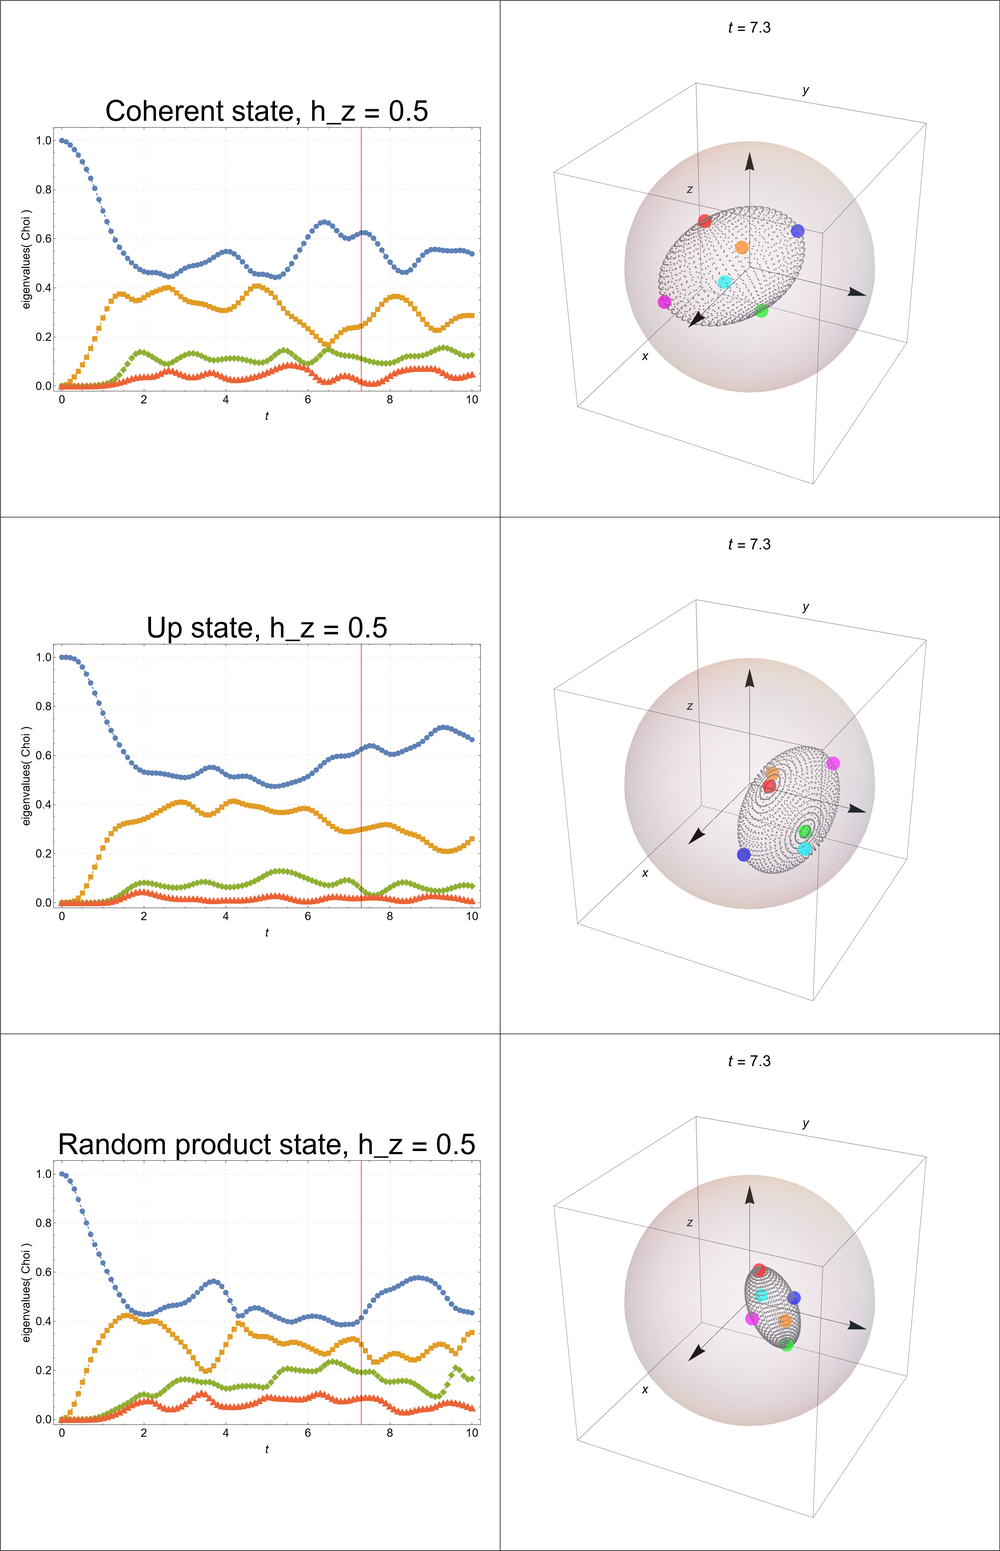 t = 7.3
y
Coherent state, h_z = 0.5
1.0
0.8
z
0.6
eigenvalues( Choi )
0.4
x
0.2
0.0
0 2 4 6 8 10
t
t = 7.3
y
Up state, h_z = 0.5
1.0
0.8
z
0.6
eigenvalues( Choi )
0.4
x
0.2
0.0
0 2 4 6 8 10
t
t = 7.3
y
Random product state, h_z = 0.5
1.0
0.8
z
0.6
eigenvalues( Choi )
0.4
x
0.2
0.0
0 2 4 6 8 10
t